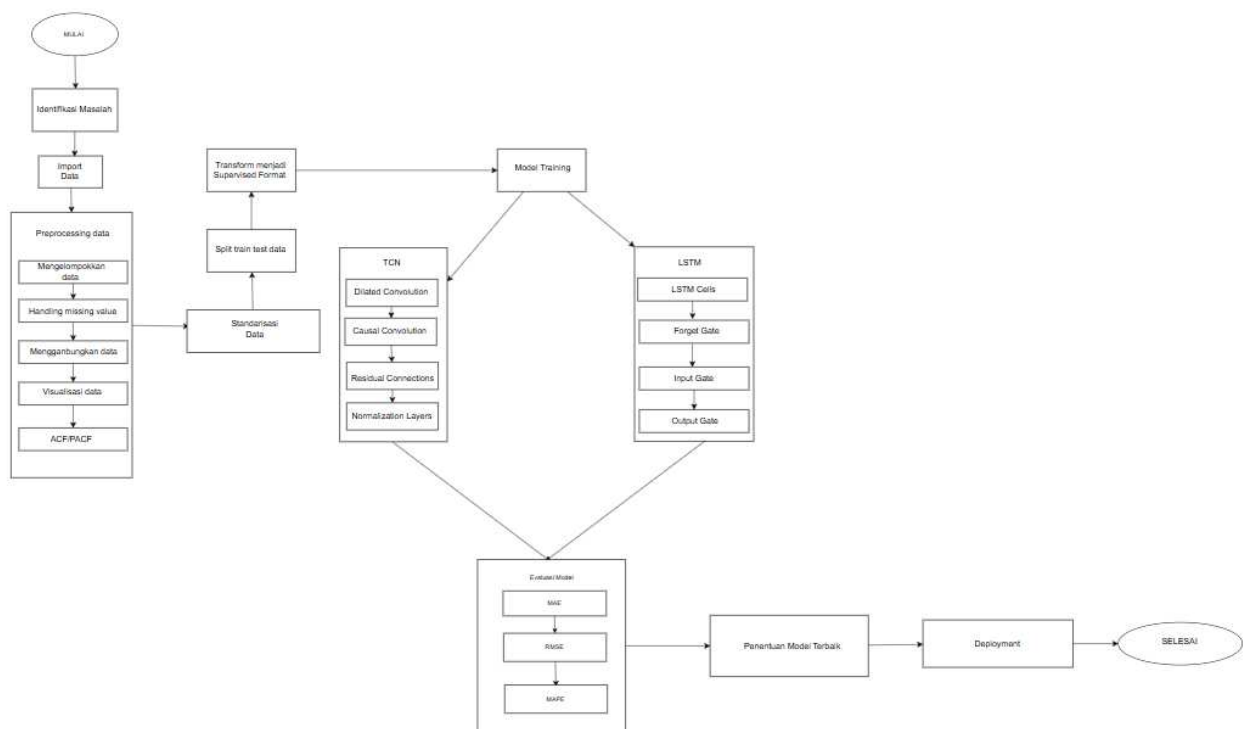 MULAI
Identifikasi Masalah
Import
Data
Preprocessing data
Mengelompokkan
data
Handling missing value
Mengganbungkan data
Visualisasi data
ACF/PACF
Standarisasi
Data
Split train test data
Transform menjadi
Supervised Format
Model Training
TCN
Dilated Convolution
Causal Convolution
Residual Connections
Normalization Layers
LSTM
LSTM Cells
Forget Gate
Input Gate
Output Gate
Evaluasi Model
MAE
RMSE
MAPE
Penentuan Model Terbaik
Deployment
SELESAI